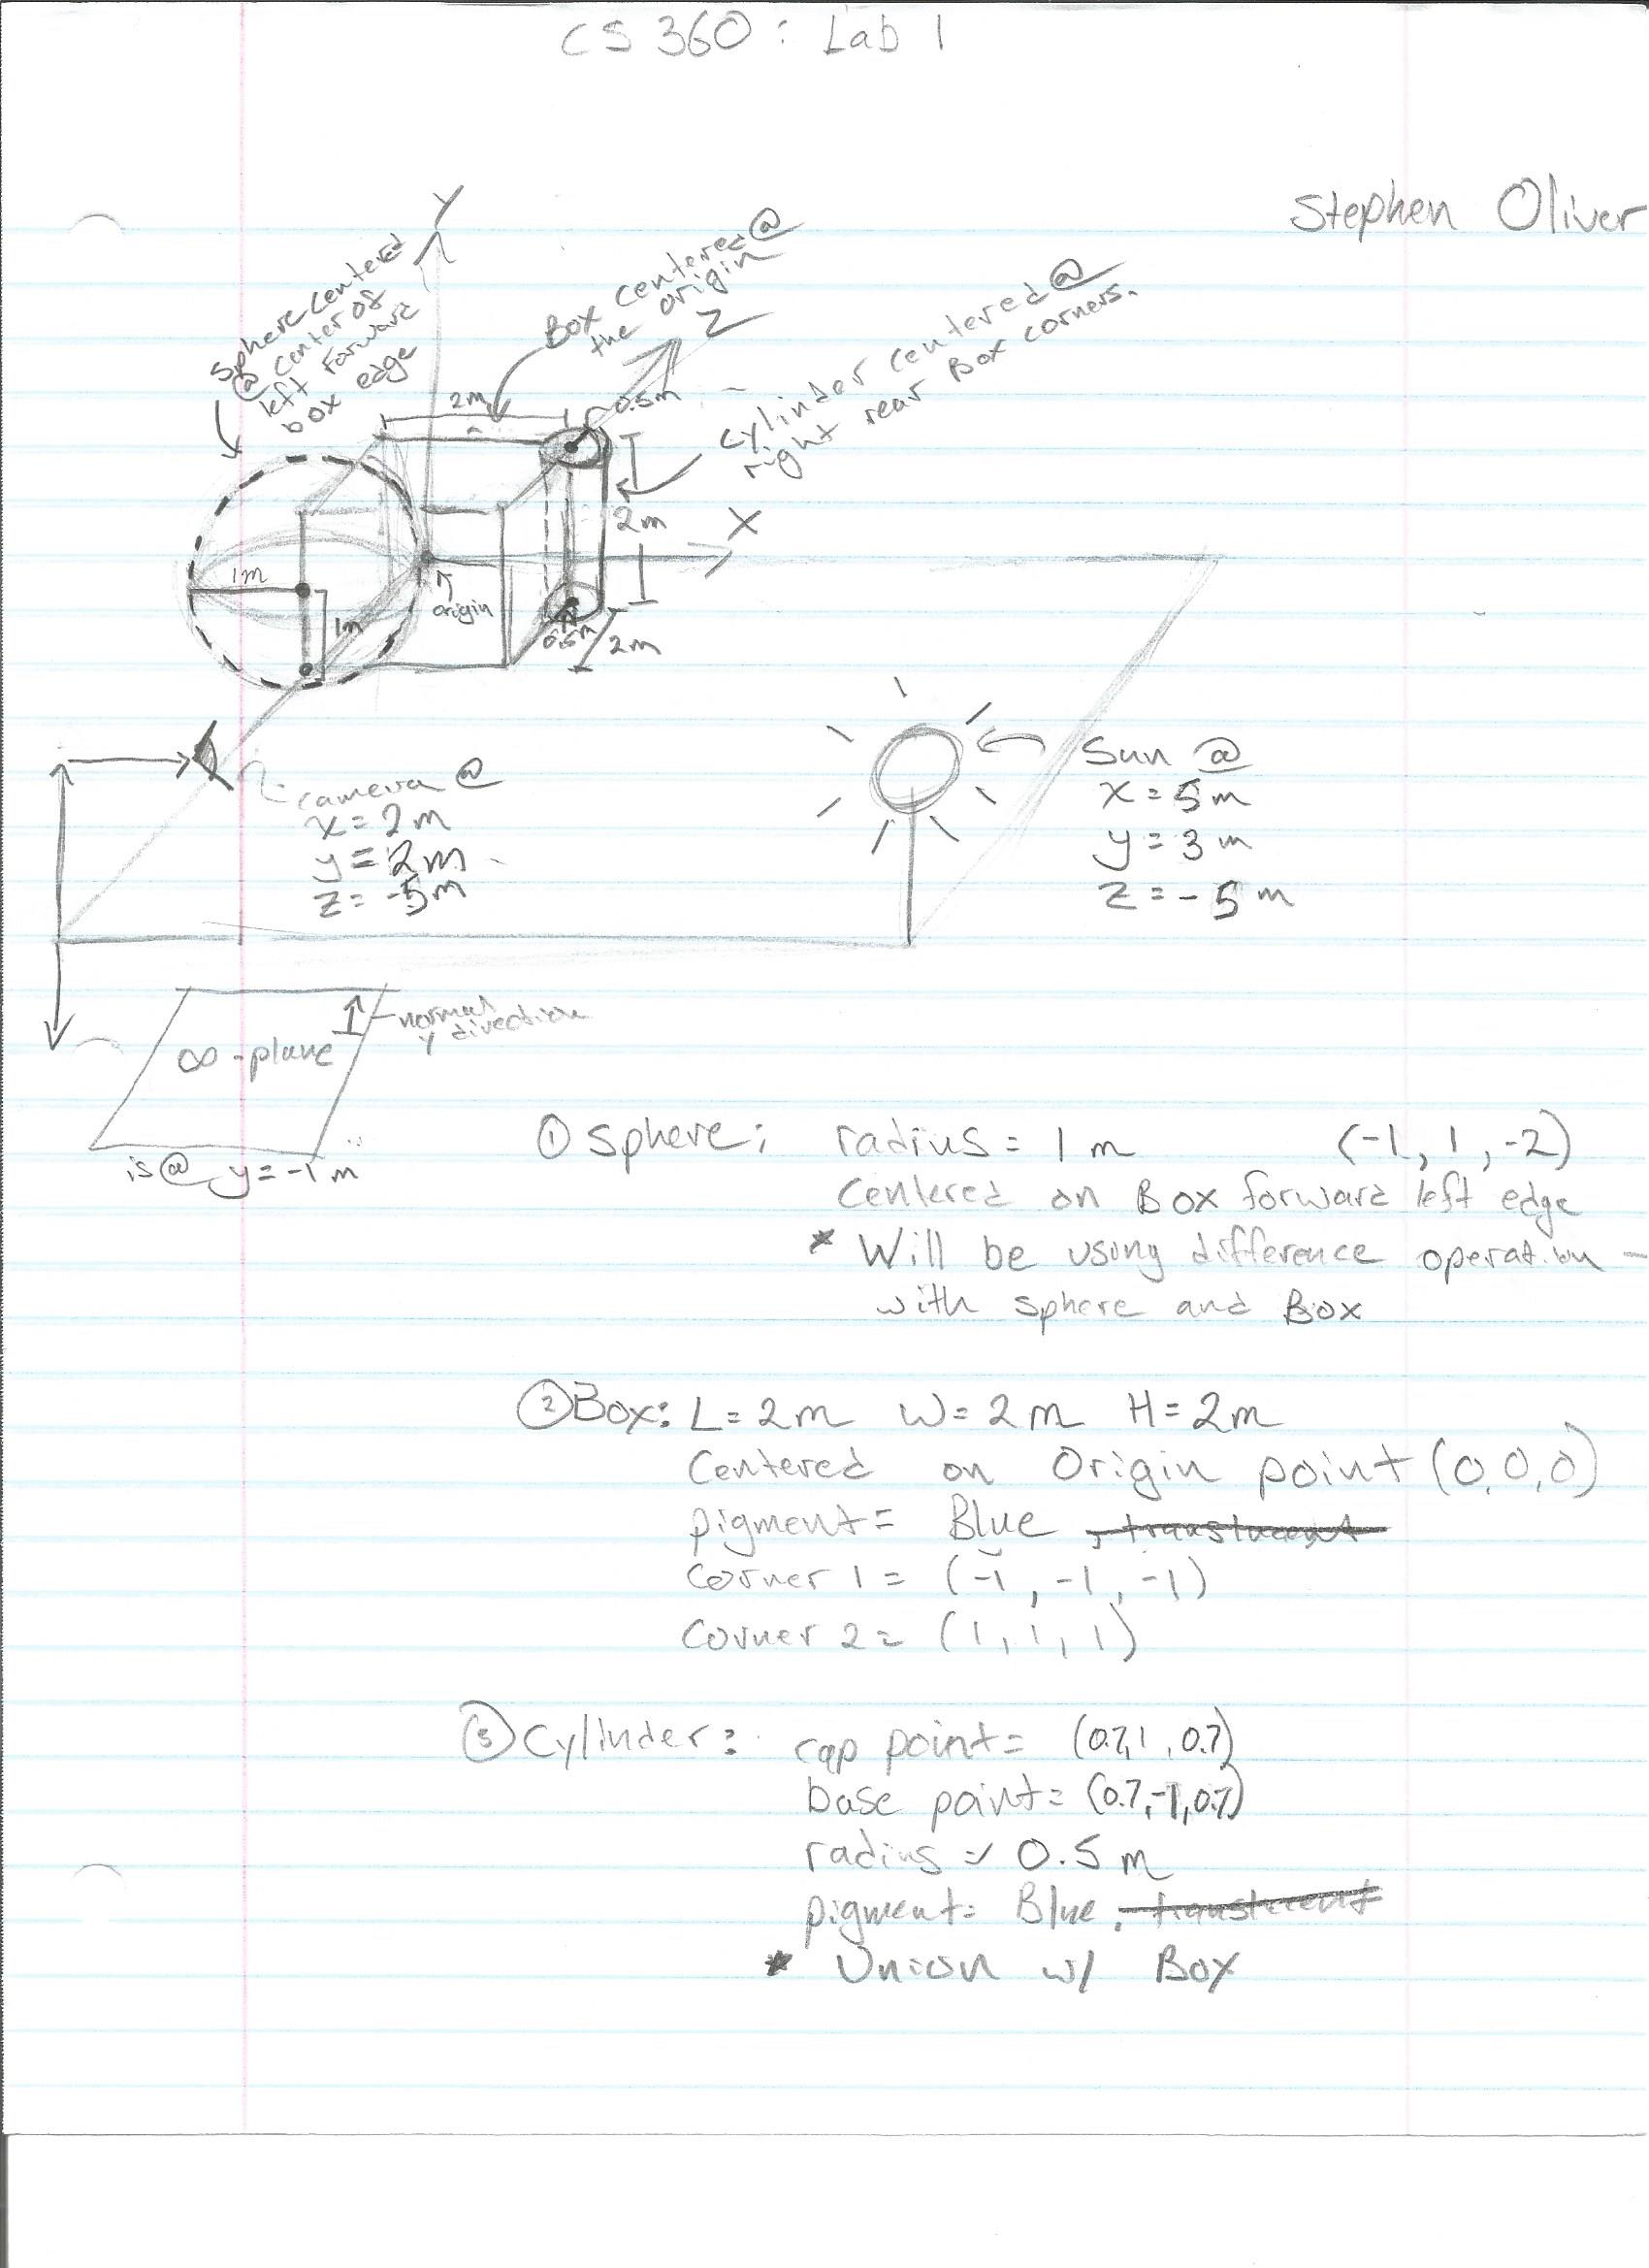 CS 360: Lab 1
Stephen Oliver
Y
Sphere centered
@ center of
left forward
box edge
Box centered @
the origin
Z
cylinder centered @
right rear Box corners.
2m
0.5m
2m
X
1m
origin
1m
0.5m
2m
camera @
x = 2m
y = 2m
z = -5m
Sun @
x = 5m
y = 3m
z = -5m
normal
Y direction
∞-plane
is @ y = -1m
① Sphere: radius = 1m (-1, 1, -2)
Centered on Box forward left edge
* Will be using difference operation -
with sphere and Box
② Box: L = 2m W = 2m H = 2m
Centered on Origin point (0,0,0)
pigment = Blue , translucent
Corner 1 = (-1, -1, -1)
Corner 2 = (1, 1, 1)
③ Cylinder: cap point = (0.7, 1, 0.7)
base point = (0.7, -1, 0.7)
radius = 0.5m
pigment = Blue, translucent
* Union w/ Box